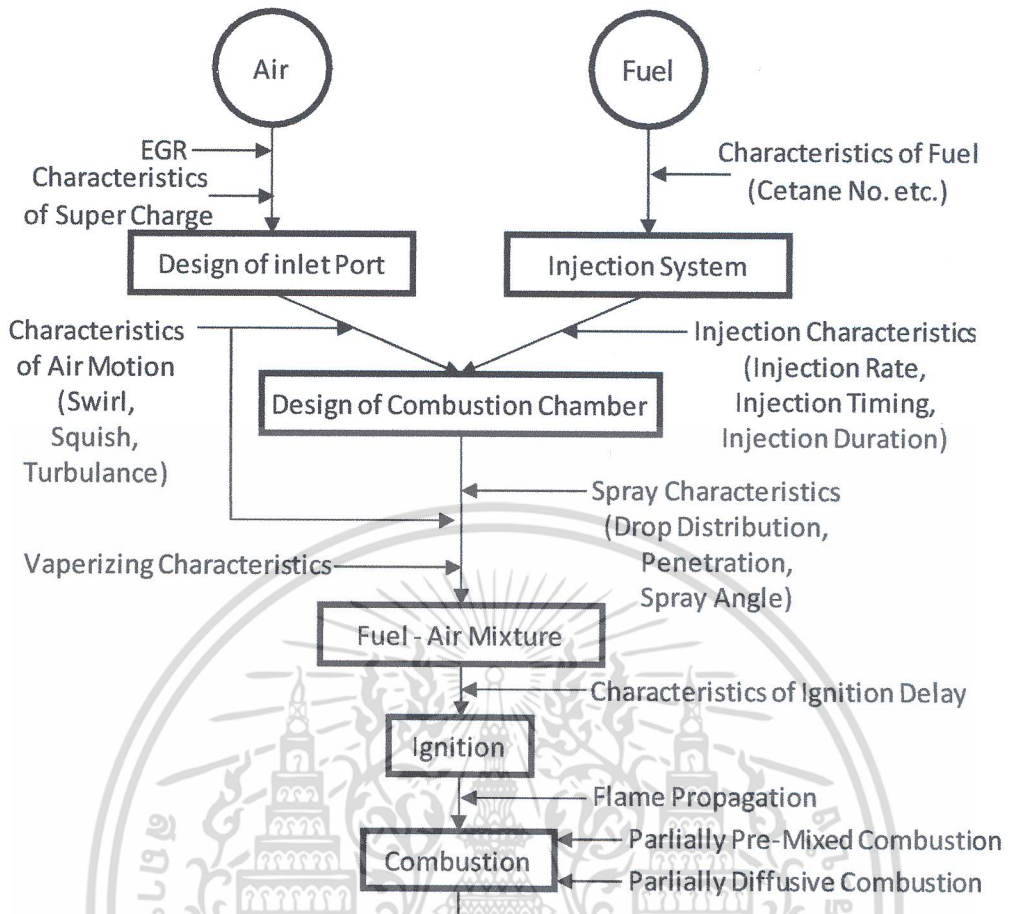 Air
Fuel
EGR
Characteristics
of Super Charge
Characteristics of Fuel
(Cetane No. etc.)
Design of inlet Port
Injection System
Characteristics
of Air Motion
(Swirl,
Squish,
Turbulance)
Injection Characteristics
(Injection Rate,
Injection Timing,
Injection Duration)
Design of Combustion Chamber
Spray Characteristics
(Drop Distribution,
Penetration,
Spray Angle)
Vaperizing Characteristics
Fuel - Air Mixture
Characteristics of Ignition Delay
Ignition
Flame Propagation
Combustion
Parlially Pre-Mixed Combustion
Parlially Diffusive Combustion